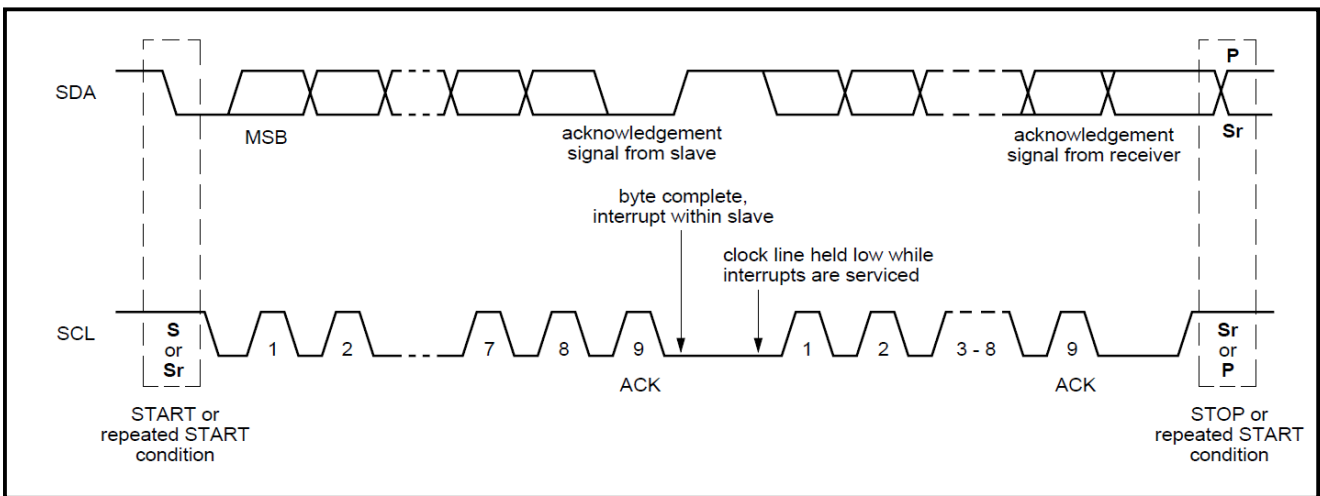 SDA
MSB
acknowledgement
signal from slave
acknowledgement
signal from receiver
P
Sr
byte complete,
interrupt within slave
clock line held low while
interrupts are serviced
SCL
S
or
Sr
1
2
7
8
9
1
2
3 - 8
9
Sr
or
P
ACK
ACK
START or
repeated START
condition
STOP or
repeated START
condition